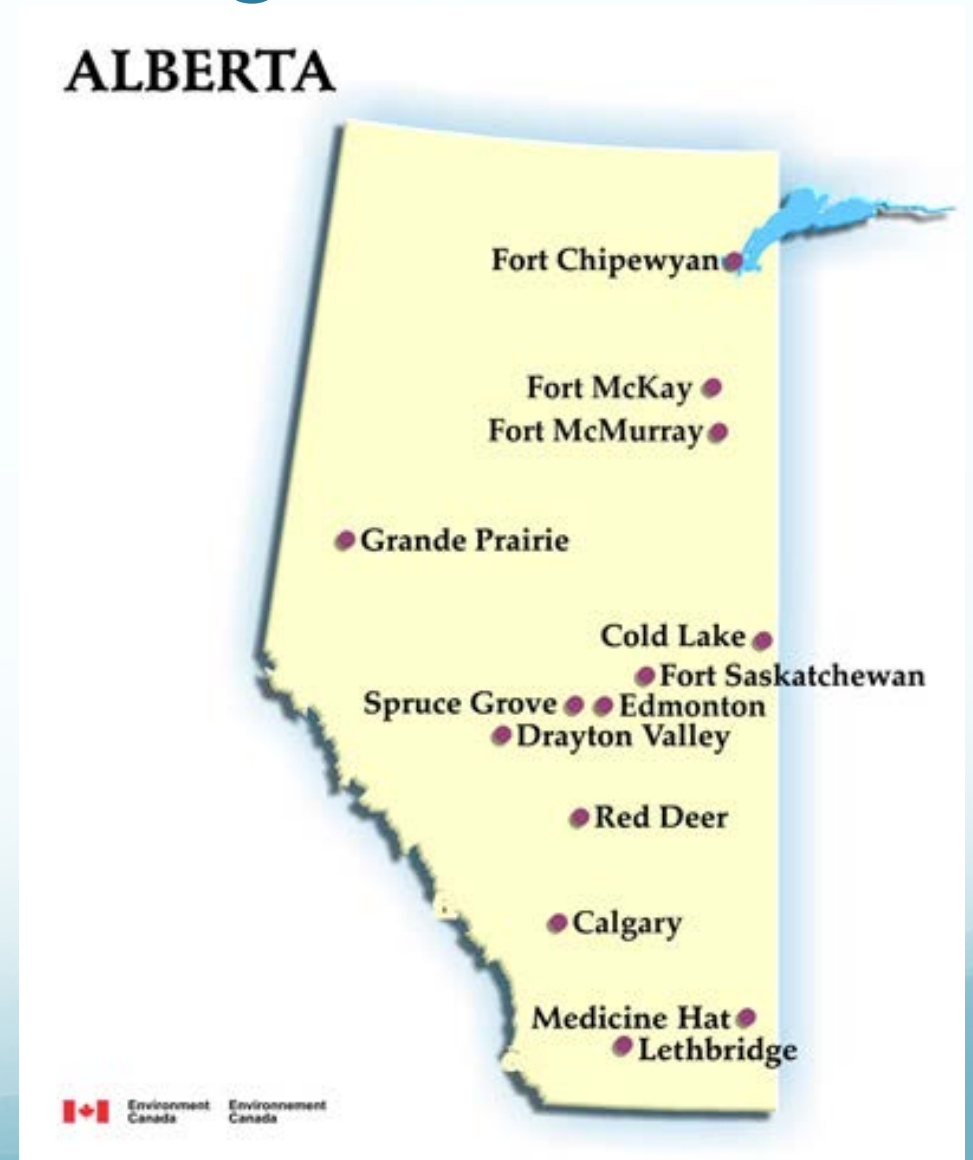 ALBERTA
Fort Chipewyan
Fort McKay
Fort McMurray
Grande Prairie
Cold Lake
Fort Saskatchewan
Spruce Grove
Edmonton
Drayton Valley
Red Deer
Calgary
Medicine Hat
Lethbridge
Environment Canada
Environnement Canada